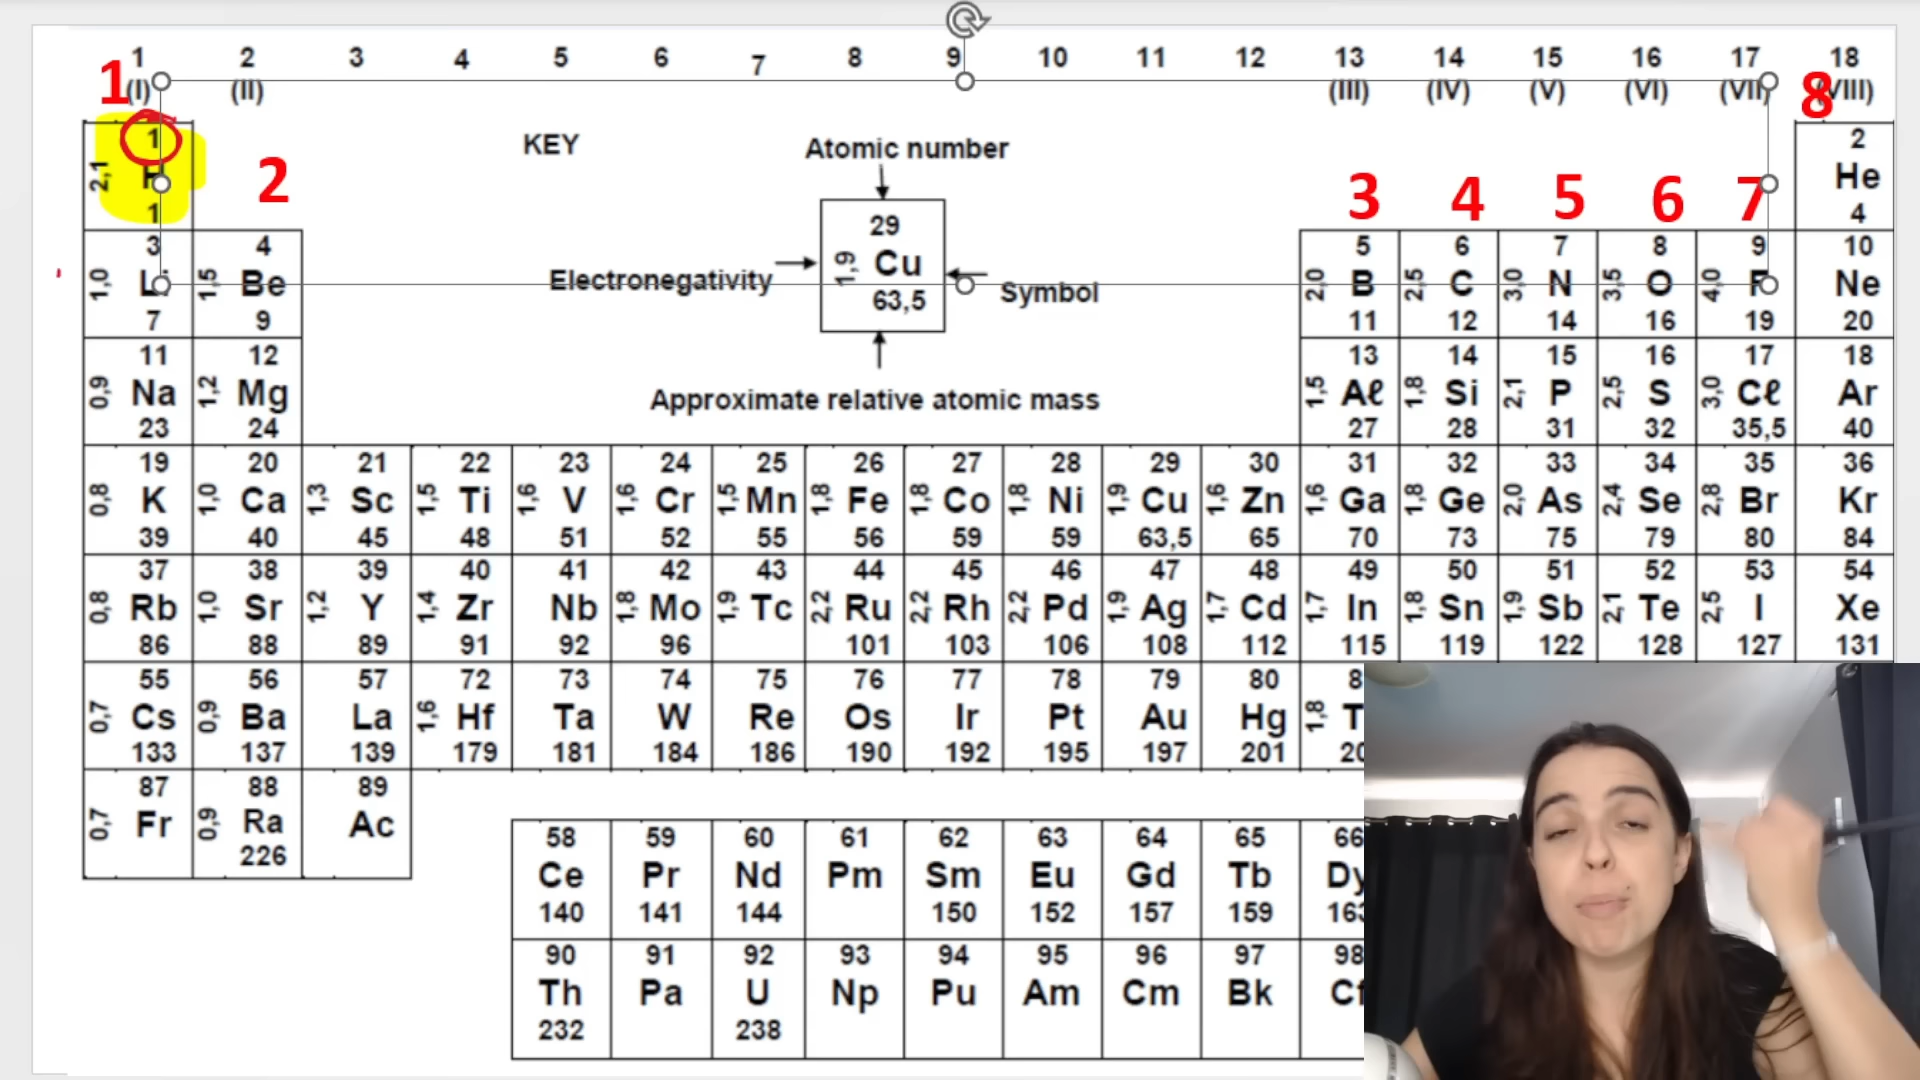 1 2 3 4 5 6 7 8 9 10 11 12 13 14 15 16 17 18
1 (I) (II) (III) (IV) (V) (VI) (VII) 8 (VIII)
1 KEY Atomic number 2
2,1 H 2 3 4 5 6 7 He
1 4
3 4 29 5 6 7 8 9 10
1,0 Li 1,5 Be Electronegativity 1,9 Cu Symbol 2,0 B 2,5 C 3,0 N 3,5 O 4,0 F Ne
7 9 63,5 11 12 14 16 19 20
11 12 13 14 15 16 17 18
0,9 Na 1,2 Mg Approximate relative atomic mass 1,5 Aℓ 1,8 Si 2,1 P 2,5 S 3,0 Cℓ Ar
23 24 27 28 31 32 35,5 40
19 20 21 22 23 24 25 26 27 28 29 30 31 32 33 34 35 36
0,8 K 1,0 Ca 1,3 Sc 1,5 Ti 1,6 V 1,6 Cr 1,5 Mn 1,8 Fe 1,8 Co 1,8 Ni 1,9 Cu 1,6 Zn 1,6 Ga 1,8 Ge 2,0 As 2,4 Se 2,8 Br Kr
39 40 45 48 51 52 55 56 59 59 63,5 65 70 73 75 79 80 84
37 38 39 40 41 42 43 44 45 46 47 48 49 50 51 52 53 54
0,8 Rb 1,0 Sr 1,2 Y 1,4 Zr Nb 1,8 Mo 1,9 Tc 2,2 Ru 2,2 Rh 2,2 Pd 1,9 Ag 1,7 Cd 1,7 In 1,8 Sn 1,9 Sb 2,1 Te 2,5 I Xe
86 88 89 91 92 96 101 103 106 108 112 115 119 122 128 127 131
55 56 57 72 73 74 75 76 77 78 79 80
0,7 Cs 0,9 Ba La 1,6 Hf Ta W Re Os Ir Pt Au Hg 1,8
133 137 139 179 181 184 186 190 192 195 197 201
87 88 89
0,7 Fr 0,9 Ra Ac
226
58 59 60 61 62 63 64 65 66
Ce Pr Nd Pm Sm Eu Gd Tb Dy
140 141 144 150 152 157 159
90 91 92 93 94 95 96 97 98
Th Pa U Np Pu Am Cm Bk Cf
232 238